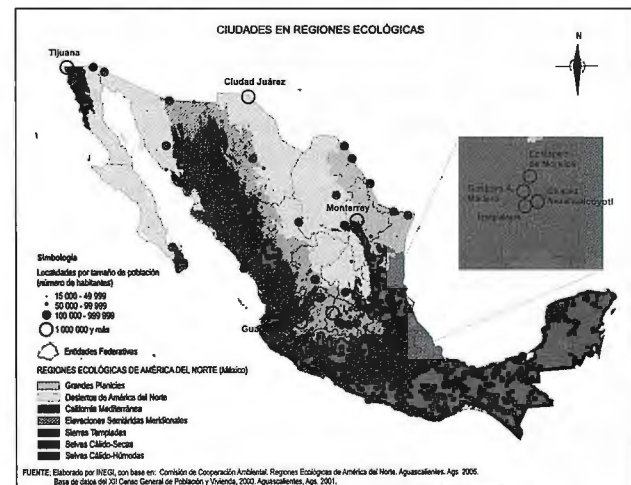 CIUDADES EN REGIONES ECOLÓGICAS
N
Tijuana
Ciudad Juárez
Ecatepec
de Morelos
Gustavo A.
Madero
Ciudad
Nezahualcóyotl
Iztapalapa
Monterrey
Simbología
Localidades por tamaño de población
(número de habitantes)
15 000 - 49 999
50 000 - 99 999
100 000 - 999 999
1 000 000 y más
Entidades Federativas
REGIONES ECOLÓGICAS DE AMÉRICA DEL NORTE (México)
Grandes Planicies
Desiertos de América del Norte
California Mediterránea
Elevaciones Semiáridas Meridionales
Sierras Templadas
Selvas Cálido-Secas
Selvas Cálido-Húmedas
FUENTE: Elaborado por INEGI, con base en: Comisión de Cooperación Ambiental. Regiones Ecológicas de América del Norte. Aguascalientes. Ags. 2005.
Base de datos del XII Censo General de Población y Vivienda, 2000. Aguascalientes, Ags. 2001.